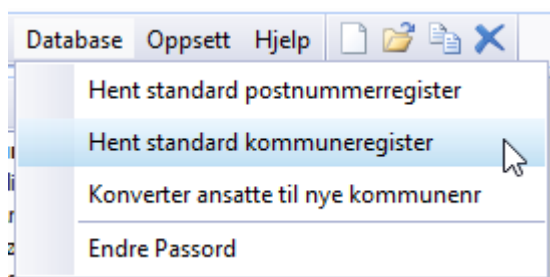 Database Oppsett Hjelp
Hent standard postnummerregister
Hent standard kommuneregister
Konverter ansatte til nye kommunenr
Endre Passord